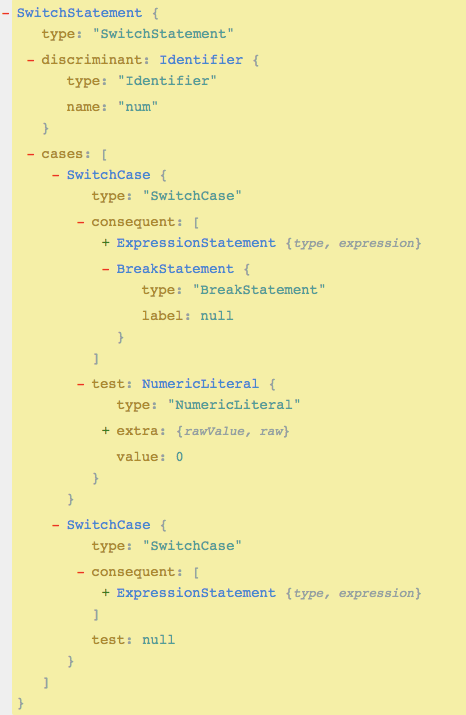 - SwitchStatement {
type: "SwitchStatement"
- discriminant: Identifier {
type: "Identifier"
name: "num"
}
- cases: [
- SwitchCase {
type: "SwitchCase"
- consequent: [
+ ExpressionStatement {type, expression}
- BreakStatement {
type: "BreakStatement"
label: null
}
]
- test: NumericLiteral {
type: "NumericLiteral"
+ extra: {rawValue, raw}
value: 0
}
}
- SwitchCase {
type: "SwitchCase"
- consequent: [
+ ExpressionStatement {type, expression}
]
test: null
}
]
}